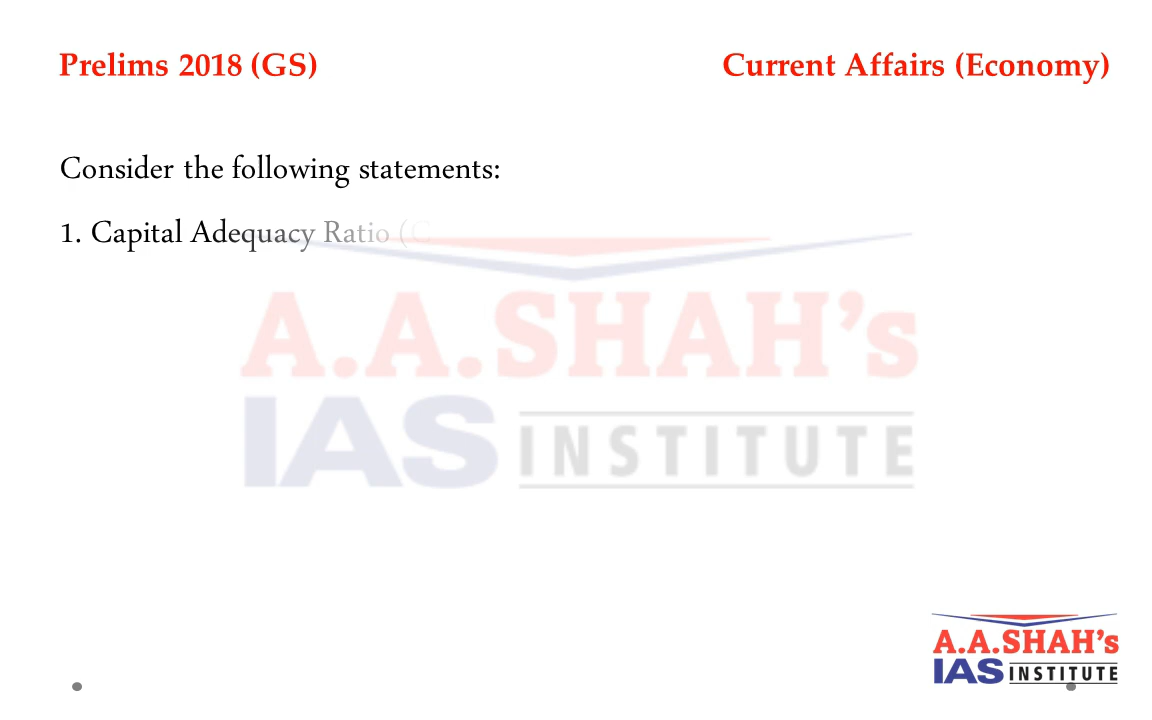 Prelims 2018 (GS)
Current Affairs (Economy)
Consider the following statements:
1. Capital Adequacy Ratio (C
A.A.SHAH's
IAS INSTITUTE
A.A.SHAH's
IAS INSTITUTE